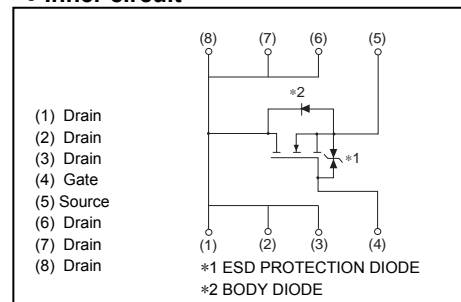 Inner circuit
(8) (7) (6) (5)
*2
*1
(1) Drain
(2) Drain
(3) Drain
(4) Gate
(5) Source
(6) Drain
(7) Drain
(8) Drain
(1) (2) (3) (4)
*1 ESD PROTECTION DIODE
*2 BODY DIODE